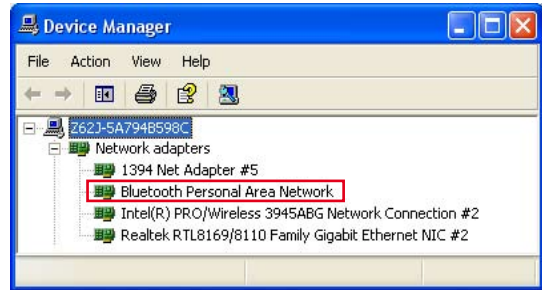 Device Manager
File Action View Help
Z62J-5A794B598C
Network adapters
1394 Net Adapter #5
Bluetooth Personal Area Network
Intel(R) PRO/Wireless 3945ABG Network Connection #2
Realtek RTL8169/8110 Family Gigabit Ethernet NIC #2